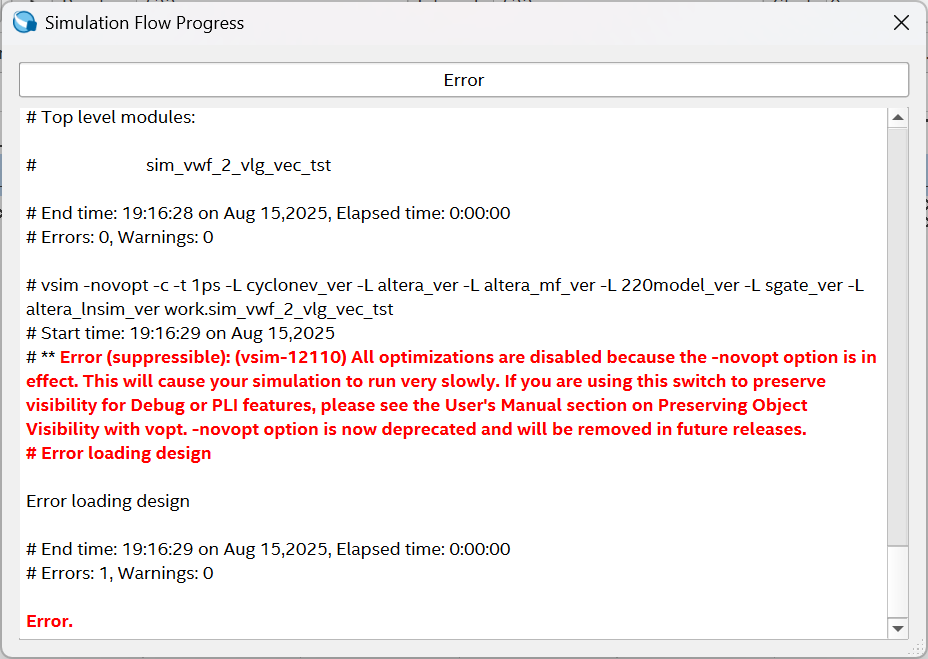 Simulation Flow Progress
Error
# Top level modules:
# sim_vwf_2_vlg_vec_tst
# End time: 19:16:28 on Aug 15,2025, Elapsed time: 0:00:00
# Errors: 0, Warnings: 0
# vsim -novopt -c -t 1ps -L cyclonev_ver -L altera_ver -L altera_mf_ver -L 220model_ver -L sgate_ver -L
altera_lnsim_ver work.sim_vwf_2_vlg_vec_tst
# Start time: 19:16:29 on Aug 15,2025
# ** Error (suppressible): (vsim-12110) All optimizations are disabled because the -novopt option is in
effect. This will cause your simulation to run very slowly. If you are using this switch to preserve
visibility for Debug or PLI features, please see the User's Manual section on Preserving Object
Visibility with vopt. -novopt option is now deprecated and will be removed in future releases.
# Error loading design
Error loading design
# End time: 19:16:29 on Aug 15,2025, Elapsed time: 0:00:00
# Errors: 1, Warnings: 0
Error.